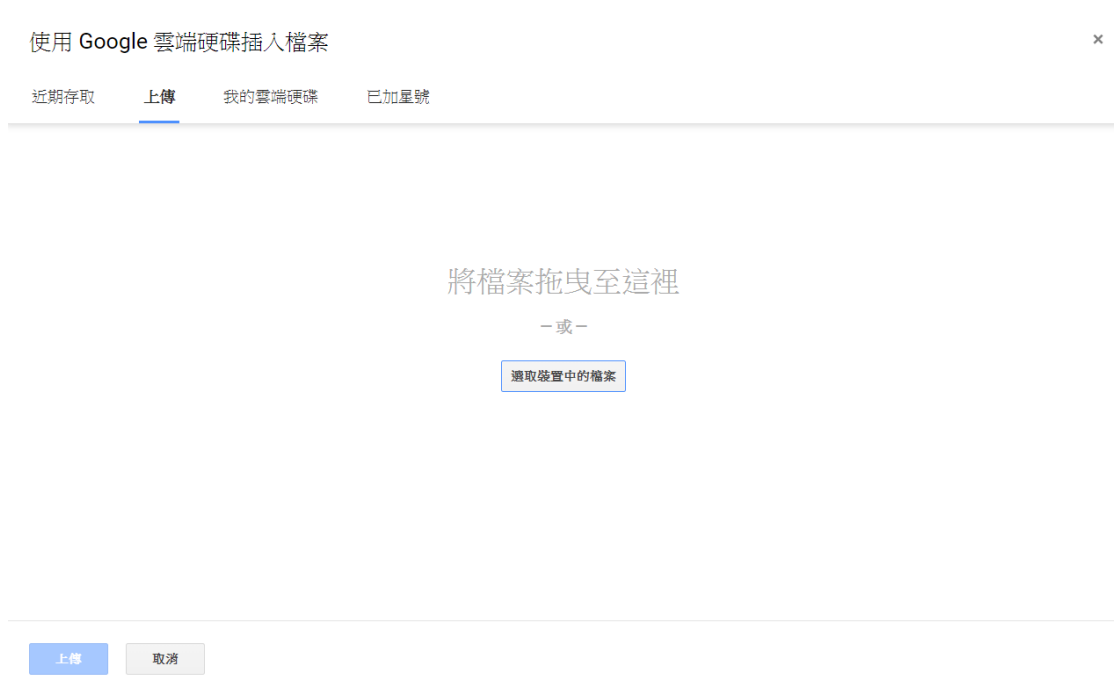 使用 Google 雲端硬碟插入檔案
×
近期存取 上傳 我的雲端硬碟 已加星號
將檔案拖曳至這裡
－或－
選取裝置中的檔案
上傳 取消